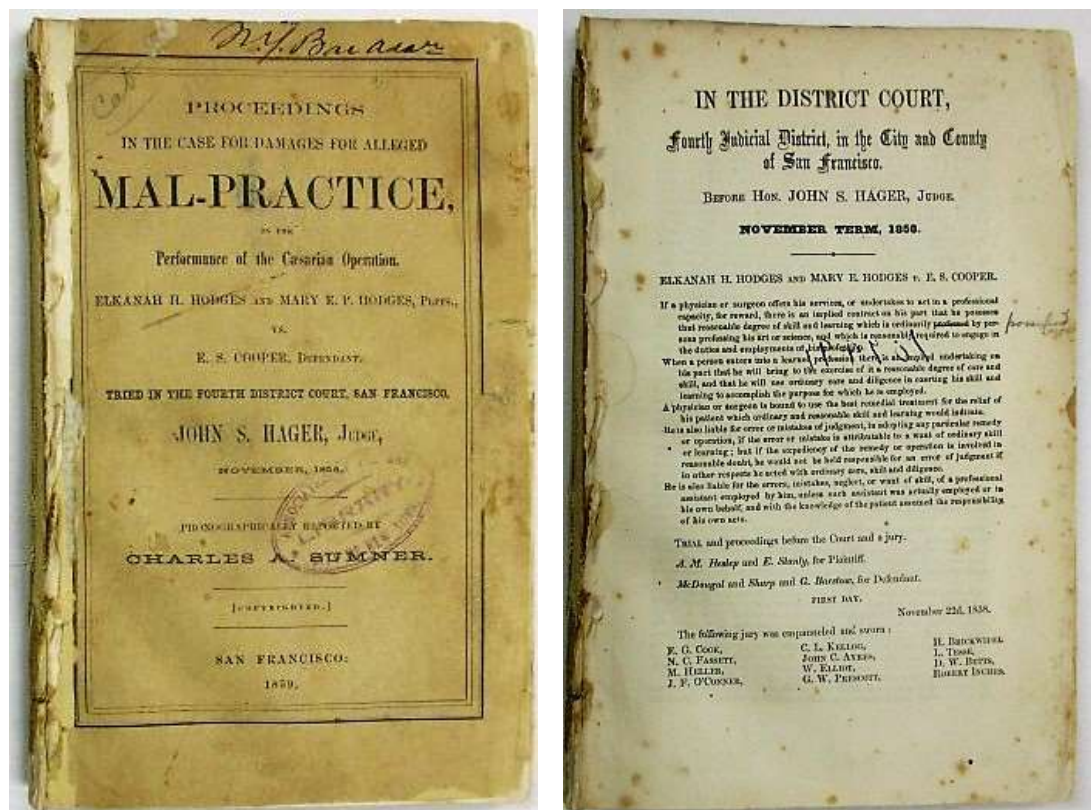 PROCEEDINGS
IN THE CASE FOR DAMAGES FOR ALLEGED
MAL-PRACTICE,
IN THE
Performance of the Cæsarian Operation.
ELKANAH H. HODGES AND MARY E. P. HODGES, PLFFS.,
VS.
E. S. COOPER, DEFENDANT.
TRIED IN THE FOURTH DISTRICT COURT, SAN FRANCISCO,
JOHN S. HAGER, JUDGE,
NOVEMBER, 1858.
PHONOGRAPHICALLY REPORTED BY
CHARLES A. SUMNER.
[COPYRIGHTED.]
SAN FRANCISCO:
1859.
IN THE DISTRICT COURT,
Fourth Judicial District, in the City and County
of San Francisco.
BEFORE HON. JOHN S. HAGER, JUDGE.
NOVEMBER TERM, 1858.
ELKANAH H. HODGES AND MARY E. HODGES v. E. S. COOPER.
If a physician or surgeon offers his services, or undertakes to act in a professional
capacity, for reward, there is an implied contract on his part that he possesses
that reasonable degree of skill and learning which is ordinarily professed by per-
sons professing his art or science, and which is reasonably required to engage in
the duties and employments of his profession.
When a person enters into a learned profession there is an implied undertaking on
his part that he will bring to the exercise of it a reasonable degree of care and
skill, and that he will use ordinary care and diligence in exerting his skill and
learning to accomplish the purpose for which he is employed.
A physician or surgeon is bound to use the best remedial treatment for the relief of
his patient which ordinary and reasonable skill and learning would indicate.
He is also liable for error or mistakes of judgment, in adopting any particular remedy
or operation, if the error or mistake is attributable to a want of ordinary skill
or learning; but if the expediency of the remedy or operation is involved in
reasonable doubt, he would not be held responsible for an error of judgment if
in other respects he acted with ordinary care, skill and diligence.
He is also liable for the errors, mistakes, neglect, or want of skill, of a professional
assistant employed by him, unless such assistant was actually employed or in
his own behalf, and with the knowledge of the patient assumed the responsibility
of his own acts.
TRIAL and proceedings before the Court and a jury.
A. M. Heslep and E. Stanly, for Plaintiff.
McDougal and Sharp and G. Barstow, for Defendant.
FIRST DAY.
November 22d, 1858.
The following jury was empanneled and sworn:
E. G. COOK,
N. C. FASSETT,
M. HELLER,
J. F. O'CONNER,
C. L. KELLOG,
JOHN C. AYRES,
W. ELLIOT,
G. W. PRESCOTT,
H. BRICKWEDEL
L. TESSE,
D. W. BETTS,
ROBERT INCHES.